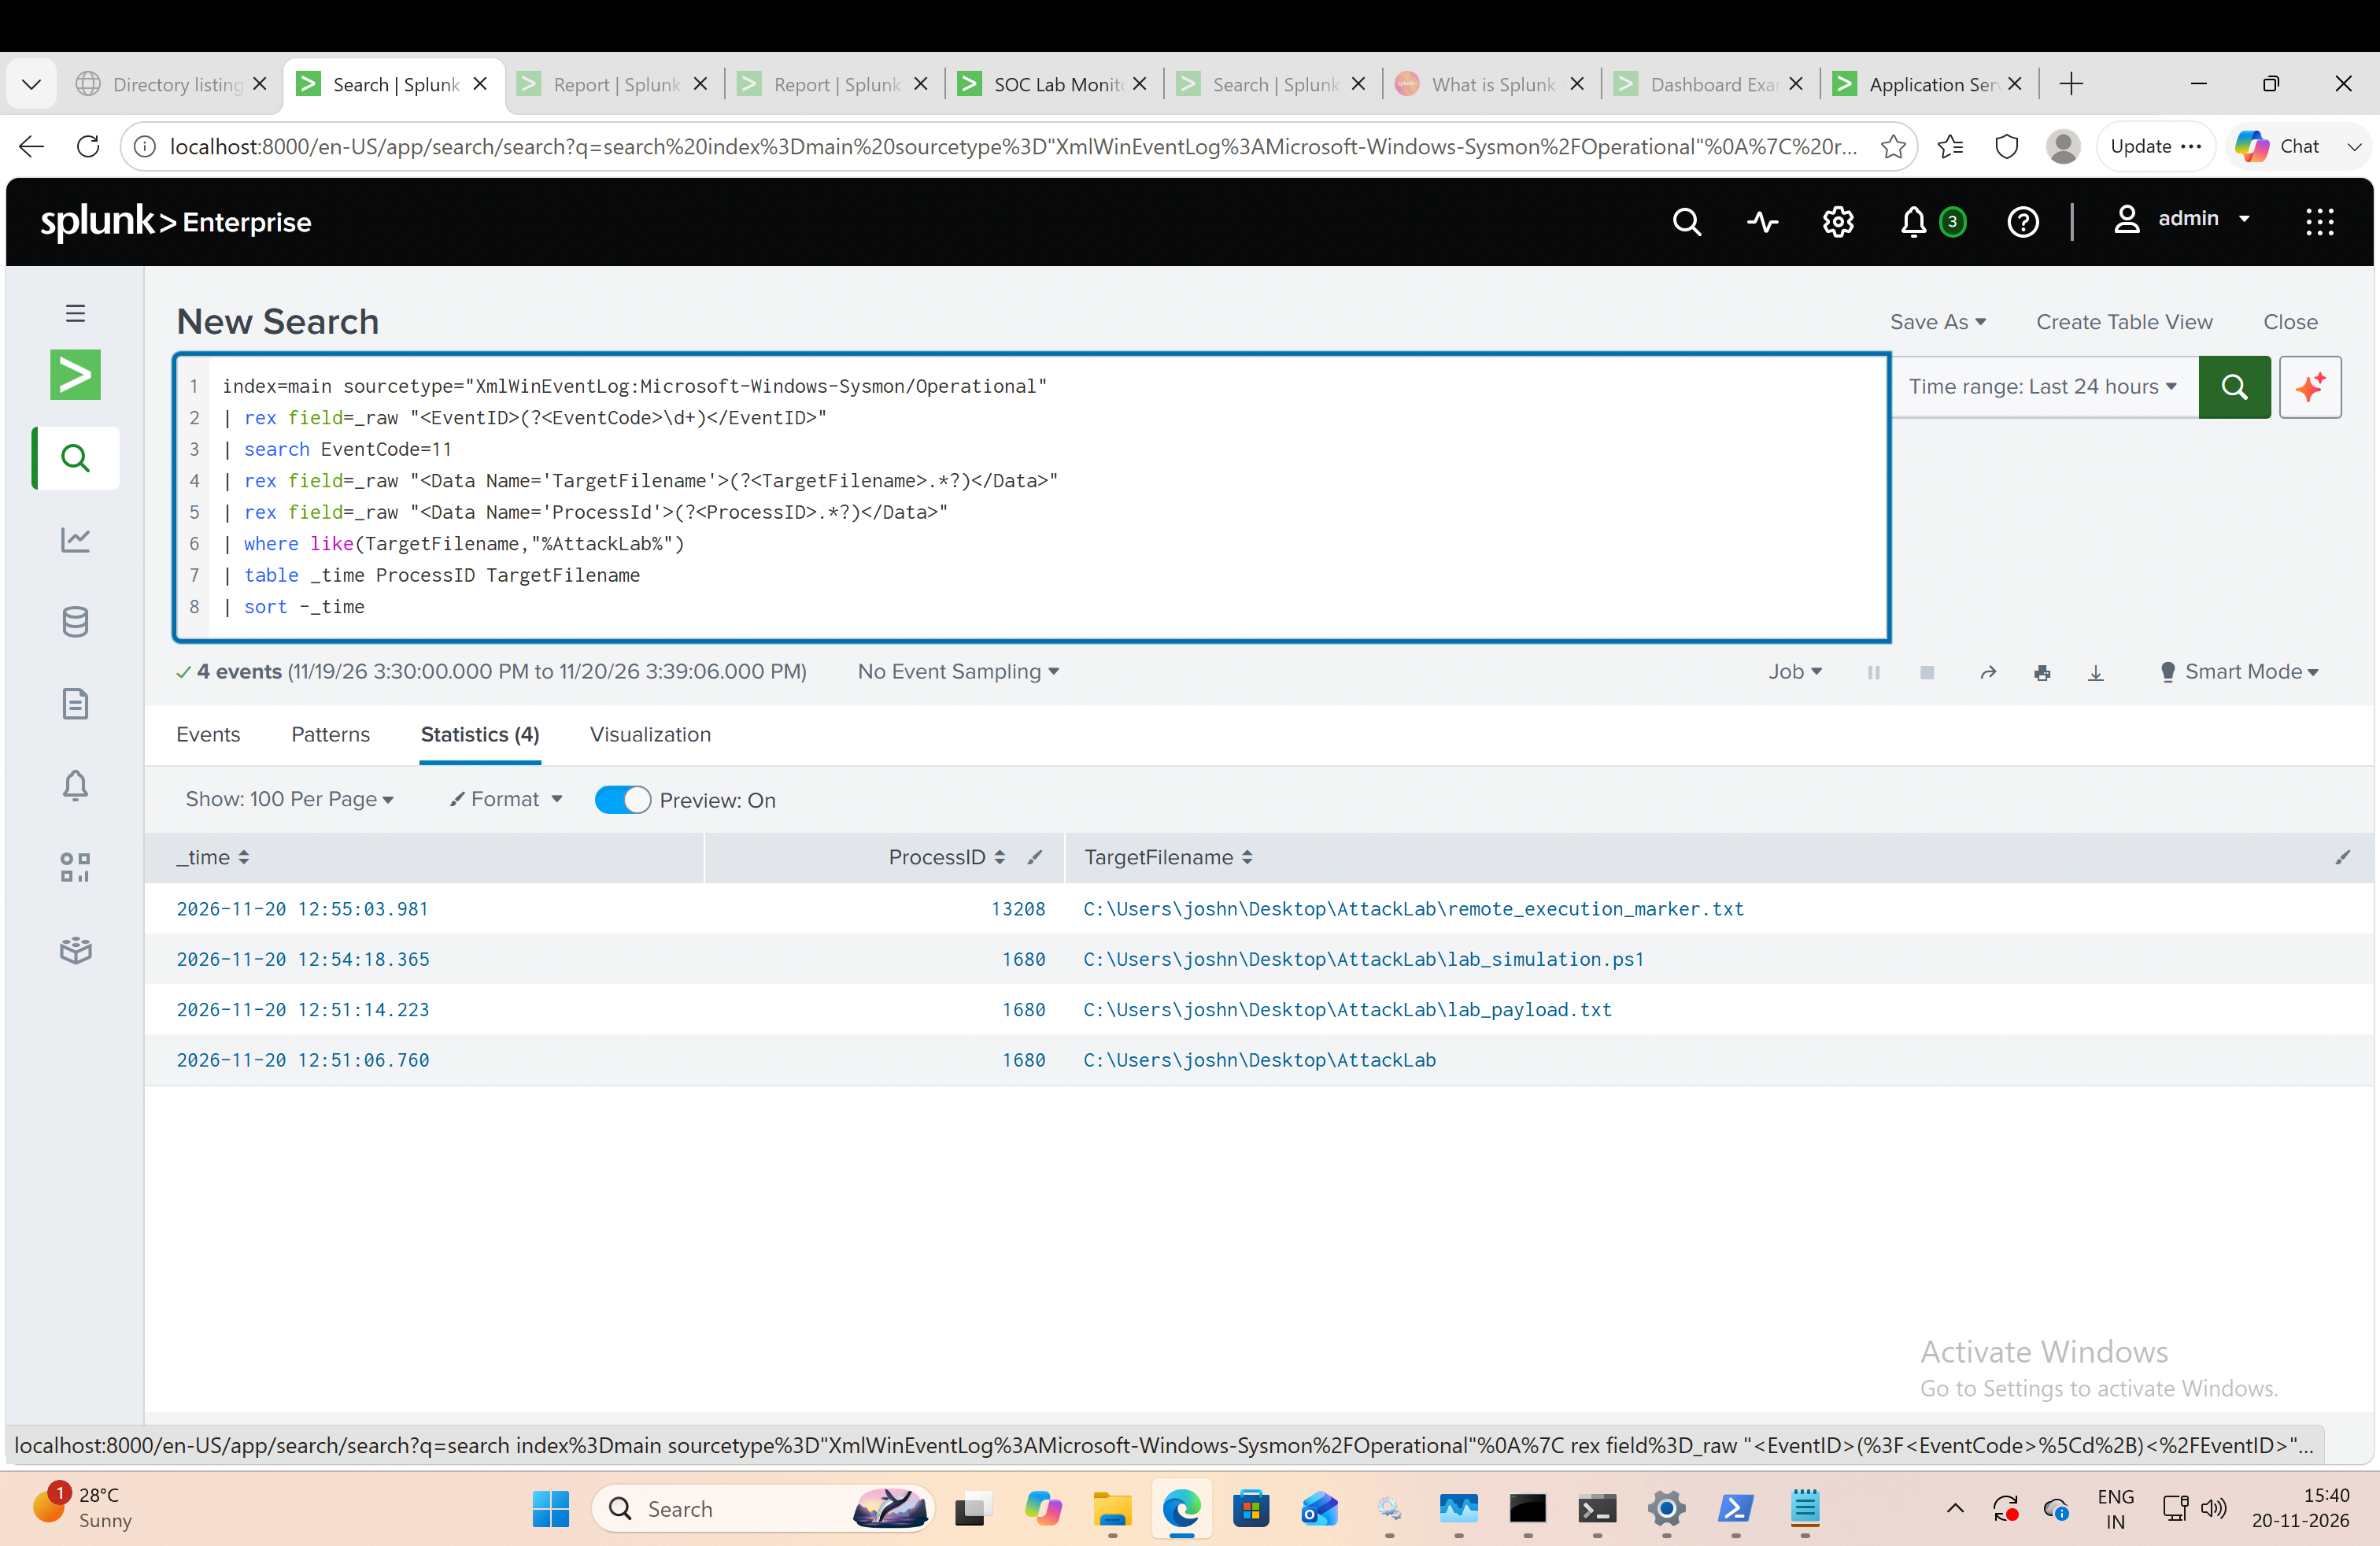 Directory listing
Search | Splunk
Report | Splunk
Report | Splunk
SOC Lab Monito
Search | Splunk
What is Splunk
Dashboard Exa
Application Serv
localhost:8000/en-US/app/search/search?q=search%20index%3Dmain%20sourcetype%3D"XmlWinEventLog%3AMicrosoft-Windows-Sysmon%2FOperational"%0A%7C%20r...
Update
Chat
splunk> Enterprise
3
admin
New Search
Save As
Create Table View
Close
1 index=main sourcetype="XmlWinEventLog:Microsoft-Windows-Sysmon/Operational"
2 | rex field=_raw "<EventID>(?<EventCode>\d+)</EventID>"
3 | search EventCode=11
4 | rex field=_raw "<Data Name='TargetFilename'>(?<TargetFilename>.*?)</Data>"
5 | rex field=_raw "<Data Name='ProcessId'>(?<ProcessID>.*?)</Data>"
6 | where like(TargetFilename,"%AttackLab%")
7 | table _time ProcessID TargetFilename
8 | sort -_time
Time range: Last 24 hours
4 events (11/19/26 3:30:00.000 PM to 11/20/26 3:39:06.000 PM)
No Event Sampling
Job
Smart Mode
Events
Patterns
Statistics (4)
Visualization
Show: 100 Per Page
Format
Preview: On
_time
ProcessID
TargetFilename
2026-11-20 12:55:03.981 13208 C:\Users\joshn\Desktop\AttackLab\remote_execution_marker.txt
2026-11-20 12:54:18.365 1680 C:\Users\joshn\Desktop\AttackLab\lab_simulation.ps1
2026-11-20 12:51:14.223 1680 C:\Users\joshn\Desktop\AttackLab\lab_payload.txt
2026-11-20 12:51:06.760 1680 C:\Users\joshn\Desktop\AttackLab
Activate Windows
Go to Settings to activate Windows.
localhost:8000/en-US/app/search/search?q=search index%3Dmain sourcetype%3D"XmlWinEventLog%3AMicrosoft-Windows-Sysmon%2FOperational"%0A%7C rex field%3D_raw "<EventID>(%3F<EventCode>%5Cd%2B)<%2FEventID>"...
1
28°C
Sunny
Search
ENG
IN
15:40
20-11-2026